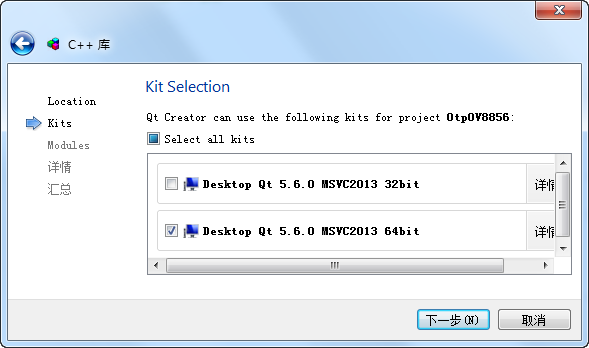 C++ 库
Location
Kits
Modules
详情
汇总
Kit Selection
Qt Creator can use the following kits for project OtpOV8856:
Select all kits
Desktop Qt 5.6.0 MSVC2013 32bit
详情
Desktop Qt 5.6.0 MSVC2013 64bit
详情
下一步(N)
取消